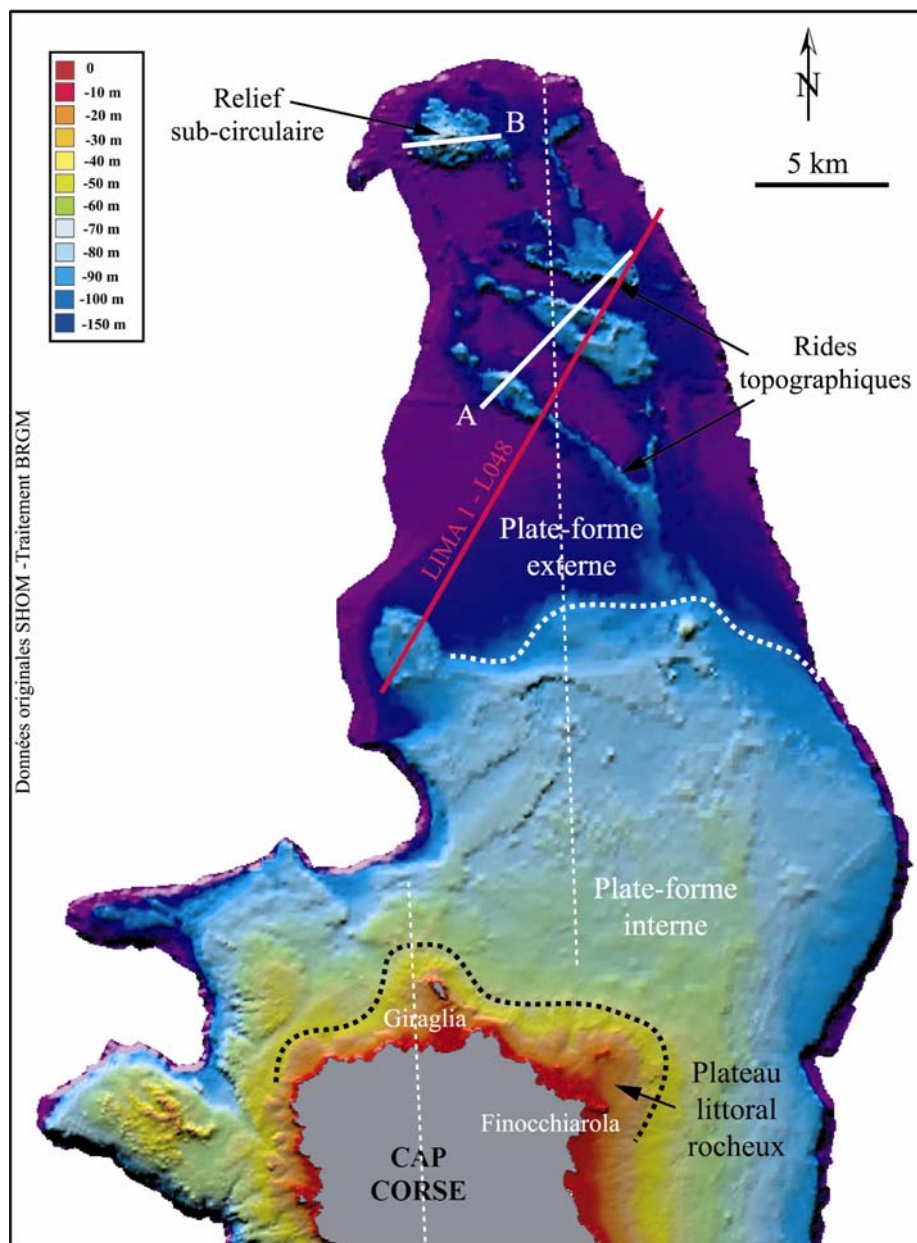 0
-10 m
-20 m
-30 m
-40 m
-50 m
-60 m
-70 m
-80 m
-90 m
-100 m
-150 m
Relief
sub-circulaire
B
N
5 km
Rides
topographiques
A
LIMA 1 - L048
Plate-forme
externe
Données originales SHOM -Traitement BRGM
Plate-forme
interne
Giraglia
Plateau
littoral
rocheux
Finocchiarola
CAP
CORSE